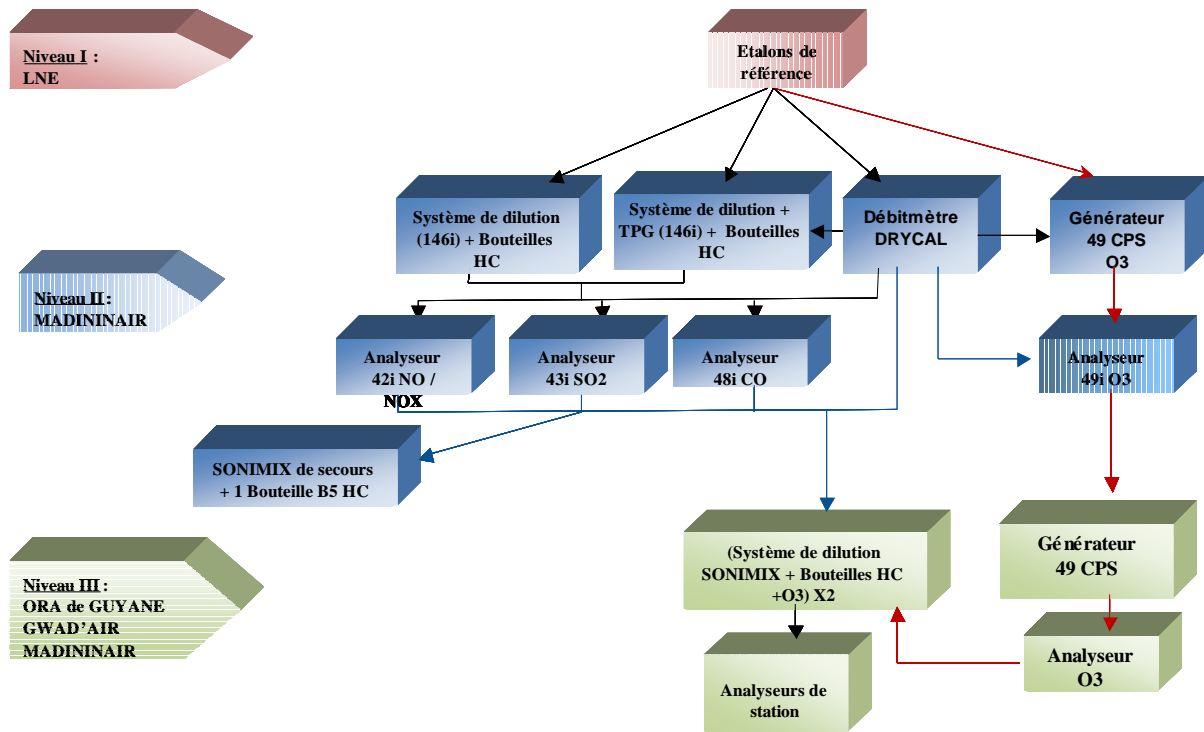 Niveau I :
LNE
Etalons de
référence
Système de dilution
(146i) + Bouteilles
HC
Système de dilution +
TPG (146i) + Bouteilles
HC
Débitmètre
DRYCAL
Générateur
49 CPS
O3
Niveau II :
MADININAIR
Analyseur
42i NO /
NOX
Analyseur
43i SO2
Analyseur
48i CO
Analyseur
49i O3
SONIMIX de secours
+ 1 Bouteille B5 HC
Niveau III :
ORA de GUYANE
GWAD'AIR
MADININAIR
(Système de dilution
SONIMIX + Bouteilles HC
+O3) X2
Générateur
49 CPS
Analyseur
O3
Analyseurs de
station